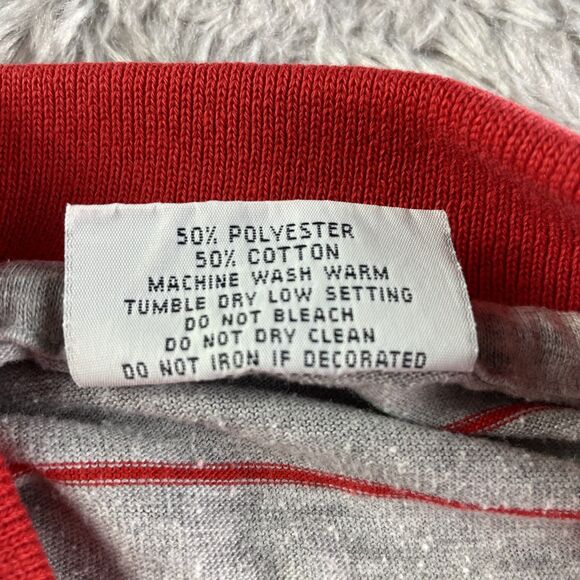 50% POLYESTER
50% COTTON
MACHINE WASH WARM
TUMBLE DRY LOW SETTING
DO NOT BLEACH
DO NOT DRY CLEAN
DO NOT IRON IF DECORATED